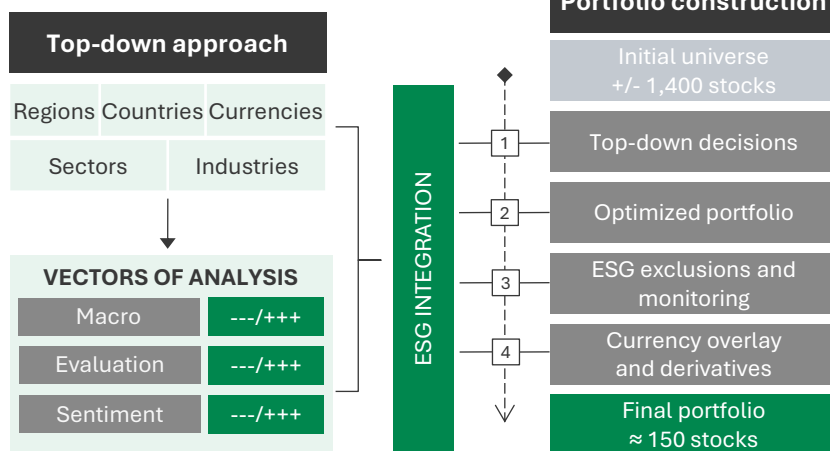 Portfolio construction
Top-down approach
Regions Countries Currencies
Sectors Industries
VECTORS OF ANALYSIS
Macro ---/+++
Evaluation ---/+++
Sentiment ---/+++
ESG INTEGRATION
Initial universe
+/- 1,400 stocks
1 Top-down decisions
2 Optimized portfolio
3 ESG exclusions and
monitoring
4 Currency overlay
and derivatives
Final portfolio
≈ 150 stocks